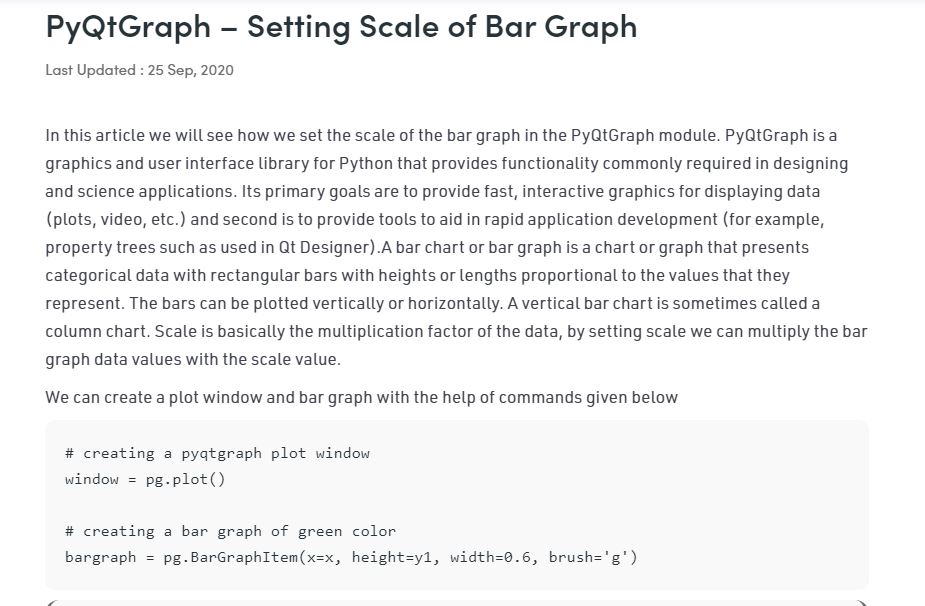 PyQtGraph – Setting Scale of Bar Graph
Last Updated : 25 Sep, 2020
In this article we will see how we set the scale of the bar graph in the PyQtGraph module. PyQtGraph is a
graphics and user interface library for Python that provides functionality commonly required in designing
and science applications. Its primary goals are to provide fast, interactive graphics for displaying data
(plots, video, etc.) and second is to provide tools to aid in rapid application development (for example,
property trees such as used in Qt Designer).A bar chart or bar graph is a chart or graph that presents
categorical data with rectangular bars with heights or lengths proportional to the values that they
represent. The bars can be plotted vertically or horizontally. A vertical bar chart is sometimes called a
column chart. Scale is basically the multiplication factor of the data, by setting scale we can multiply the bar
graph data values with the scale value.
We can create a plot window and bar graph with the help of commands given below
# creating a pyqtgraph plot window
window = pg.plot()
# creating a bar graph of green color
bargraph = pg.BarGraphItem(x=x, height=y1, width=0.6, brush='g')